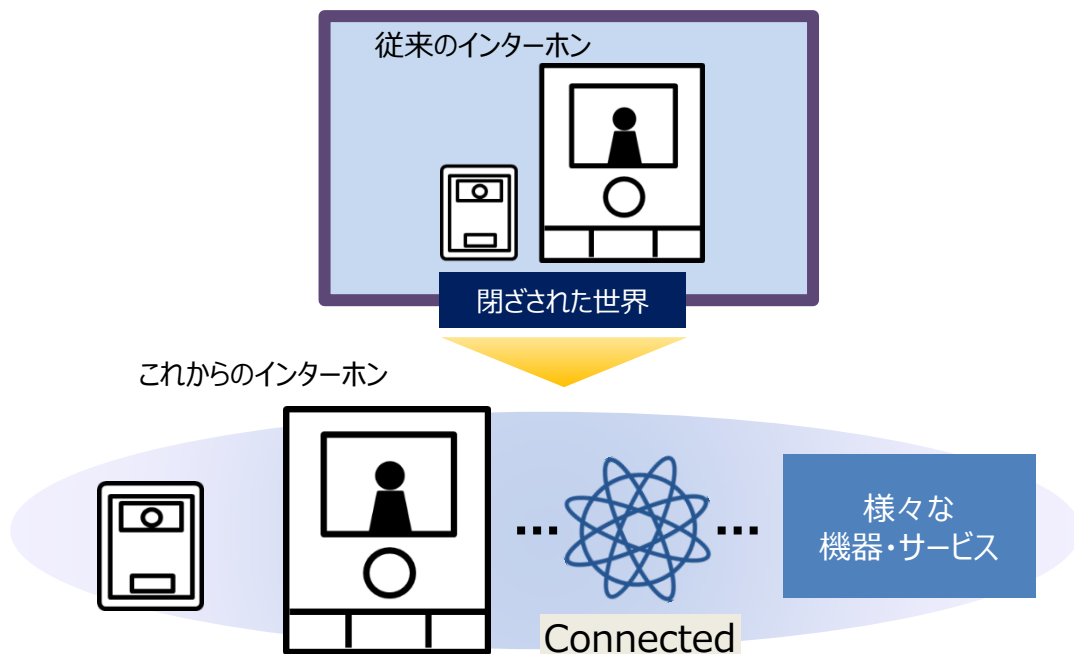 従来のインターホン
閉ざされた世界
これからのインターホン
様々な
機器・サービス
Connected